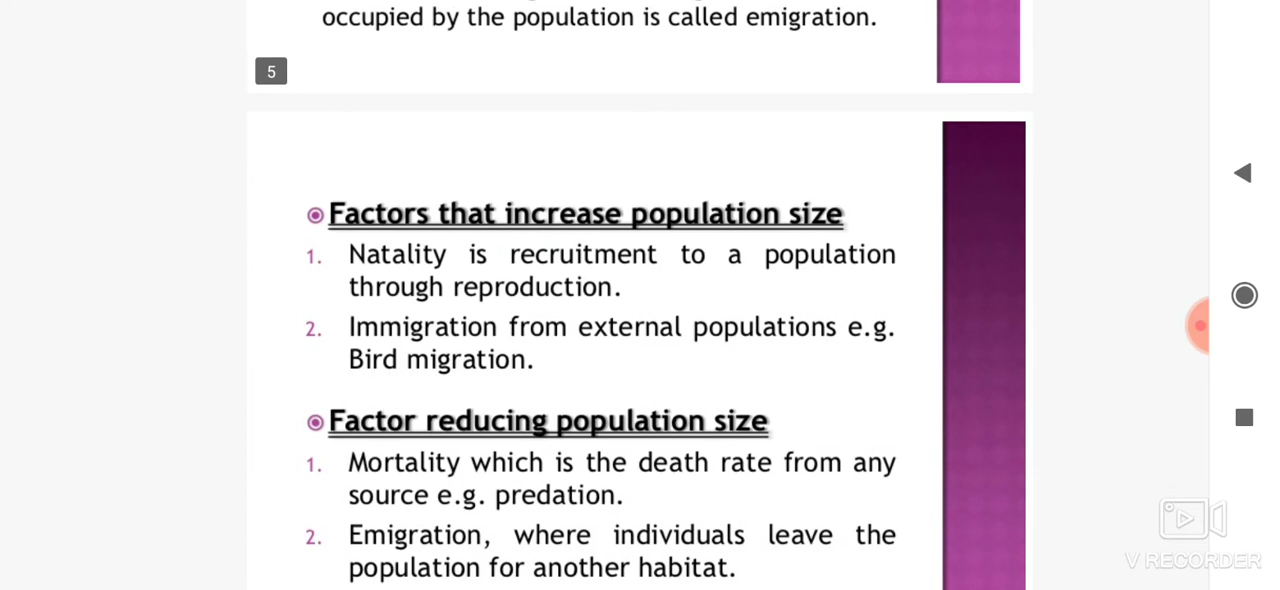 occupied by the population is called emigration.
5
Factors that increase population size
1. Natality is recruitment to a population
through reproduction.
2. Immigration from external populations e.g.
Bird migration.
Factor reducing population size
1. Mortality which is the death rate from any
source e.g. predation.
2. Emigration, where individuals leave the
population for another habitat.
V RECORDER